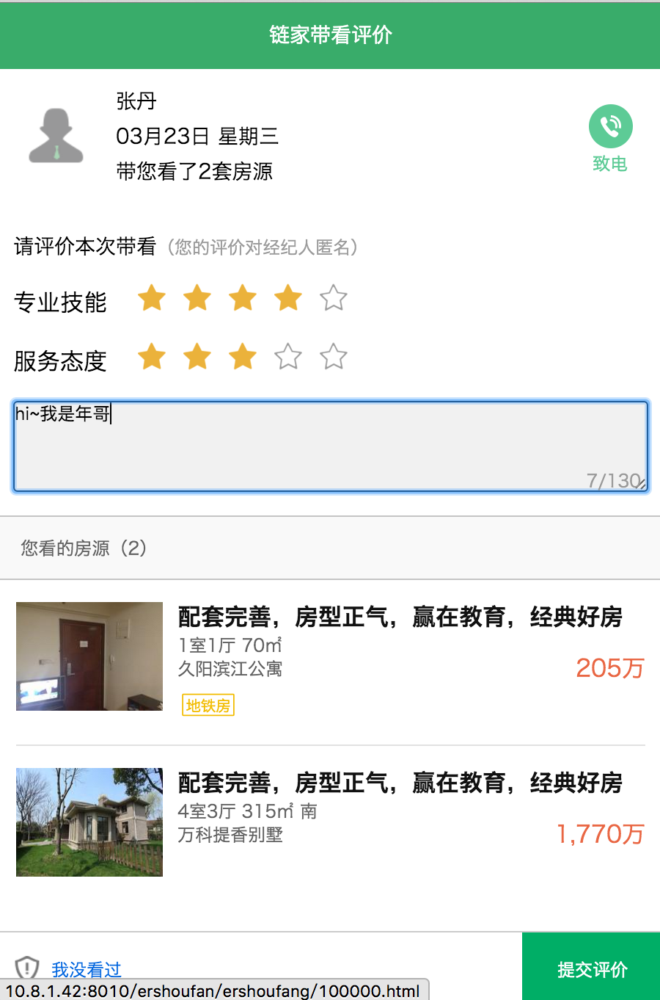 链家带看评价
张丹
03月23日 星期三
带您看了2套房源
致电
请评价本次带看（您的评价对经纪人匿名）
专业技能
服务态度
hi~我是年哥
7/130
您看的房源（2）
配套完善，房型正气，赢在教育，经典好房
1室1厅 70㎡
久阳滨江公寓
205万
地铁房
配套完善，房型正气，赢在教育，经典好房
4室3厅 315㎡ 南
万科提香别墅
1,770万
我没看过
提交评价
10.8.1.42:8010/ershoufan/ershoufang/100000.html